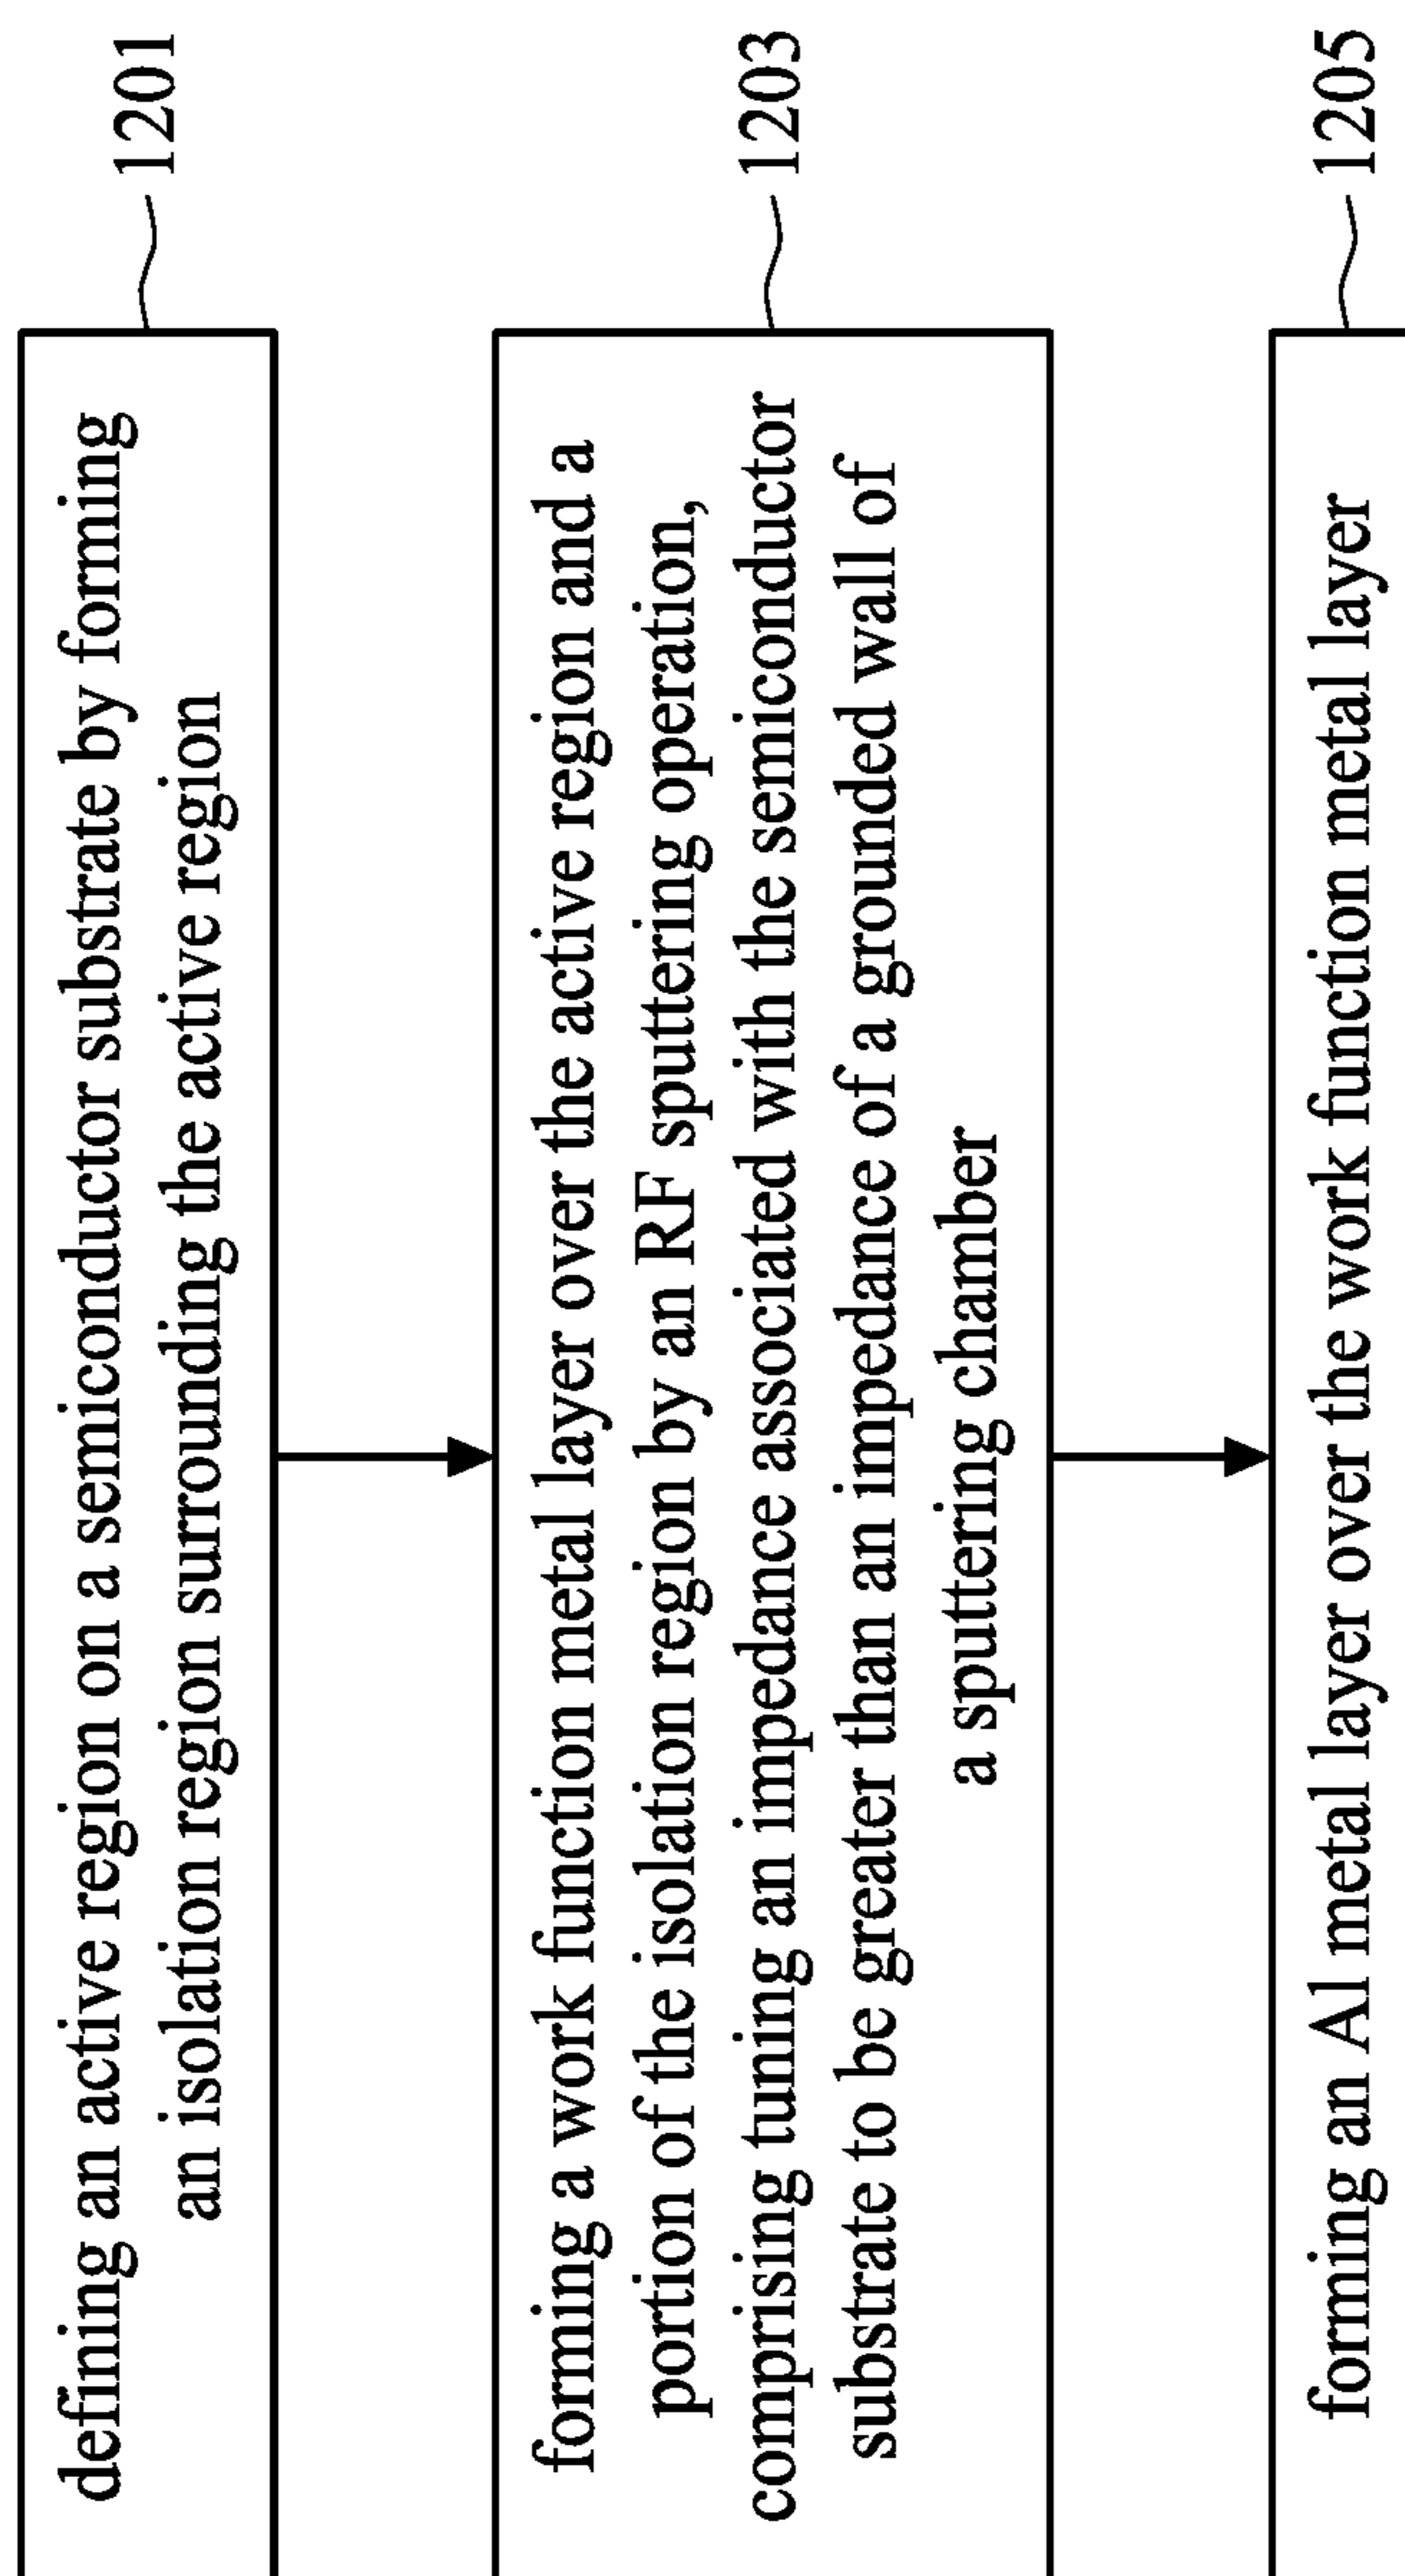 defining an active region on a semiconductor substrate by forming
an isolation region surrounding the active region
1201
forming a work function metal layer over the active region and a
portion of the isolation region by an RF sputtering operation,
comprising tuning an impedance associated with the semiconductor
substrate to be greater than an impedance of a grounded wall of
a sputtering chamber
1203
forming an Al metal layer over the work function metal layer
1205